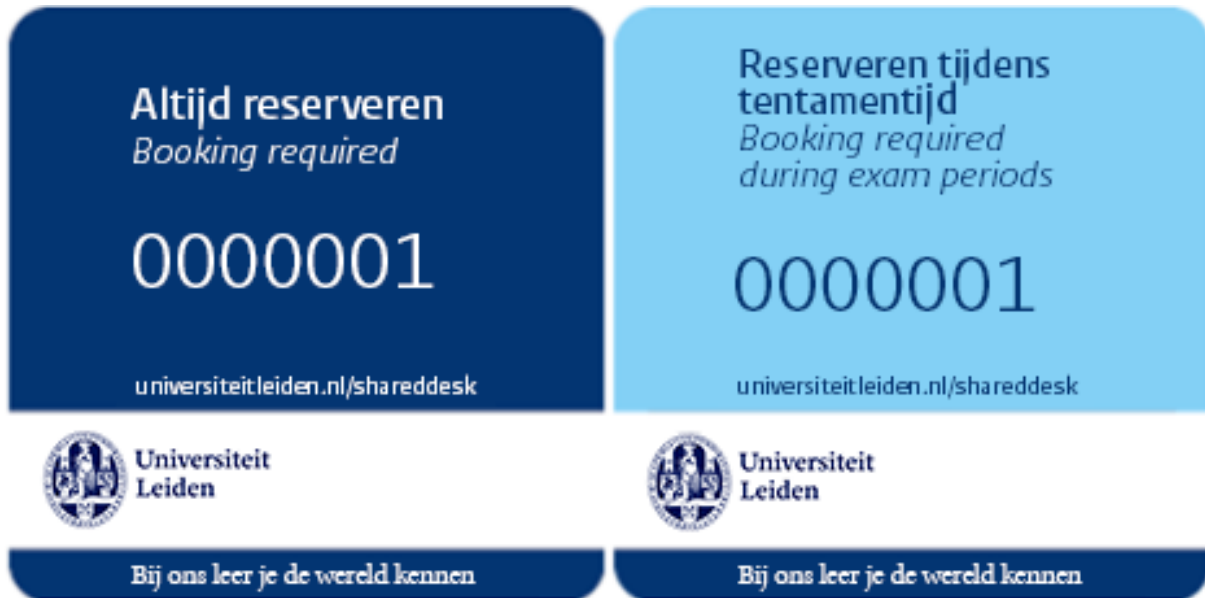 Altijd reserveren
Booking required
0000001
universiteitleiden.nl/shareddesk
Universiteit
Leiden
Bij ons leer je de wereld kennen
Reserveren tijdens
tentamentijd
Booking required
during exam periods
0000001
universiteitleiden.nl/shareddesk
Universiteit
Leiden
Bij ons leer je de wereld kennen